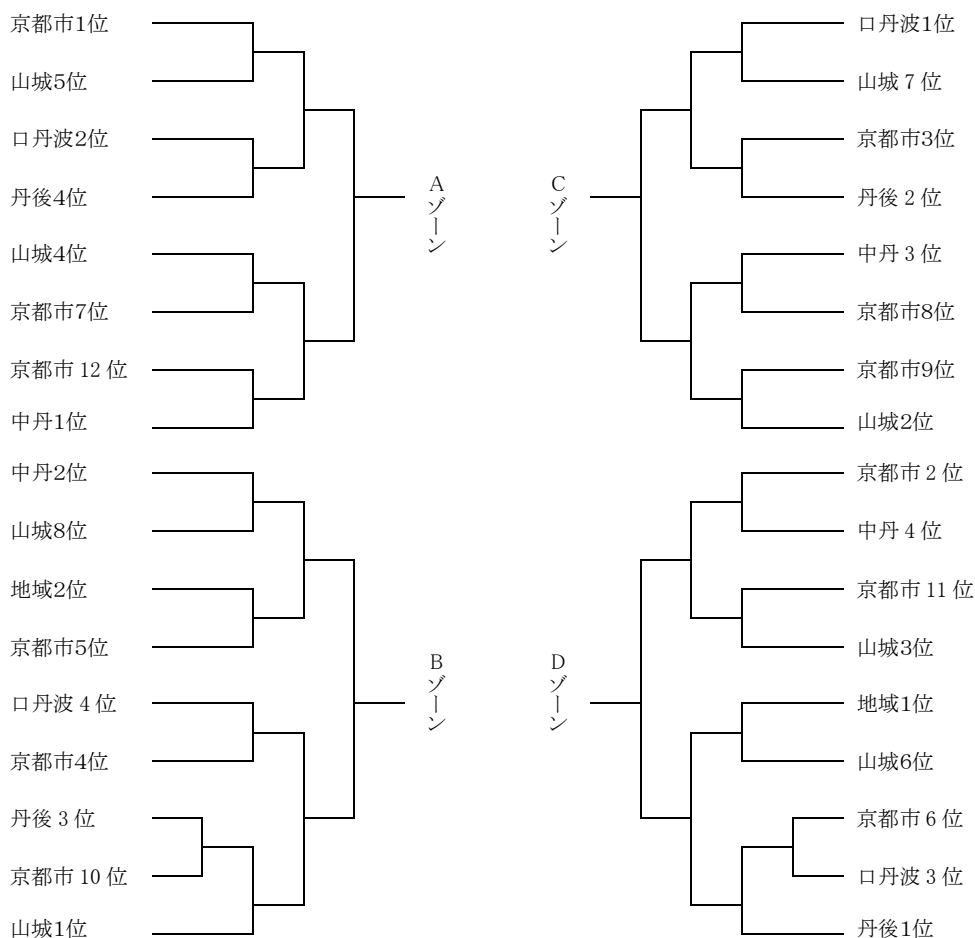 京都市1位
山城5位
口丹波2位
丹後4位
山城4位
京都市7位
京都市 12 位
中丹1位
Aゾーン
中丹2位
山城8位
地域2位
京都市5位
口丹波 4 位
京都市4位
丹後 3 位
京都市 10 位
山城1位
Bゾーン
口丹波1位
山城 7 位
京都市3位
丹後 2 位
中丹 3 位
京都市8位
京都市9位
山城2位
Cゾーン
京都市 2 位
中丹 4 位
京都市 11 位
山城3位
地域1位
山城6位
京都市 6 位
口丹波 3 位
丹後1位
Dゾーン